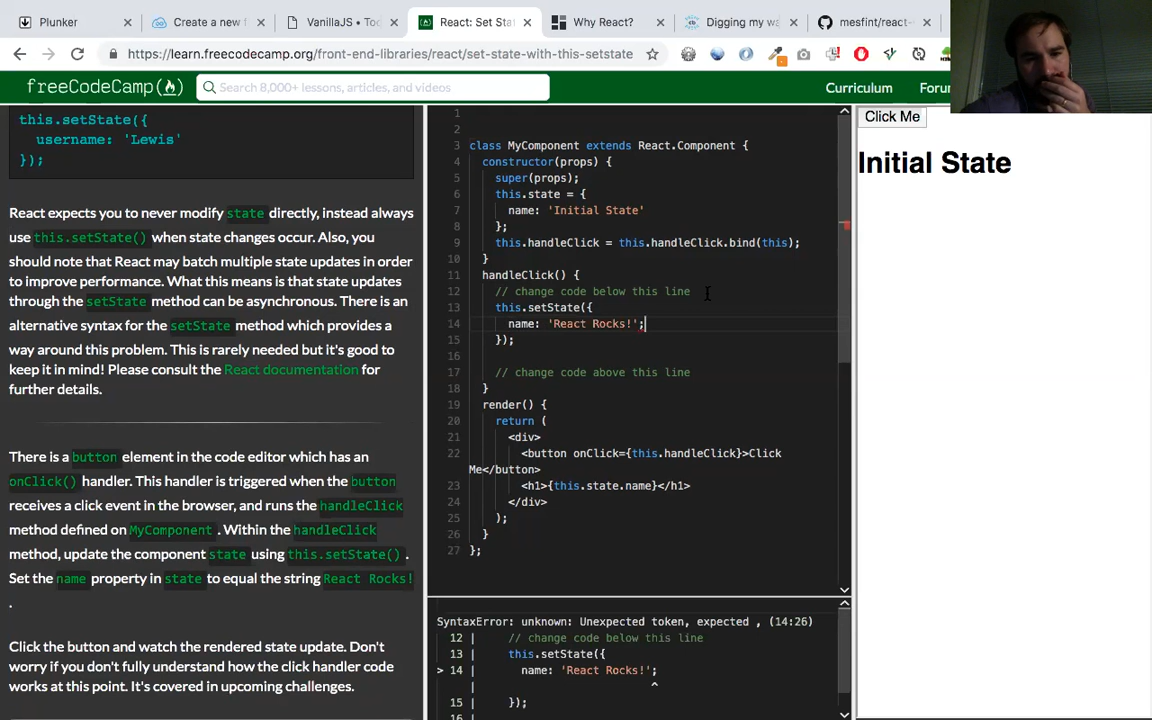 Plunker
Create a new f
VanillaJS • Tod
React: Set Stat
Why React?
Digging my wa
mesfint/react-
https://learn.freecodecamp.org/front-end-libraries/react/set-state-with-this-setstate
freeCodeCamp
Search 8,000+ lessons, articles, and videos
Curriculum
Forum
this.setState({
username: 'Lewis'
});
React expects you to never modify state directly, instead always
use this.setState() when state changes occur. Also, you
should note that React may batch multiple state updates in order
to improve performance. What this means is that state updates
through the setState method can be asynchronous. There is an
alternative syntax for the setState method which provides a
way around this problem. This is rarely needed but it's good to
keep it in mind! Please consult the React documentation for
further details.
There is a button element in the code editor which has an
onClick() handler. This handler is triggered when the button
receives a click event in the browser, and runs the handleClick
method defined on MyComponent . Within the handleClick
method, update the component state using this.setState() .
Set the name property in state to equal the string React Rocks!
.
Click the button and watch the rendered state update. Don't
worry if you don't fully understand how the click handler code
works at this point. It's covered in upcoming challenges.
1
2
3 class MyComponent extends React.Component {
4 constructor(props) {
5 super(props);
6 this.state = {
7 name: 'Initial State'
8 };
9 this.handleClick = this.handleClick.bind(this);
10 }
11 handleClick() {
12 // change code below this line
13 this.setState({
14 name: 'React Rocks!';
15 });
16
17 // change code above this line
18 }
19 render() {
20 return (
21 <div>
22 <button onClick={this.handleClick}>Click
Me</button>
23 <h1>{this.state.name}</h1>
24 </div>
25 );
26 }
27 };
SyntaxError: unknown: Unexpected token, expected , (14:26)
12 | // change code below this line
13 | this.setState({
> 14 | name: 'React Rocks!';
| ^
15 | });
16 |
Click Me
Initial State